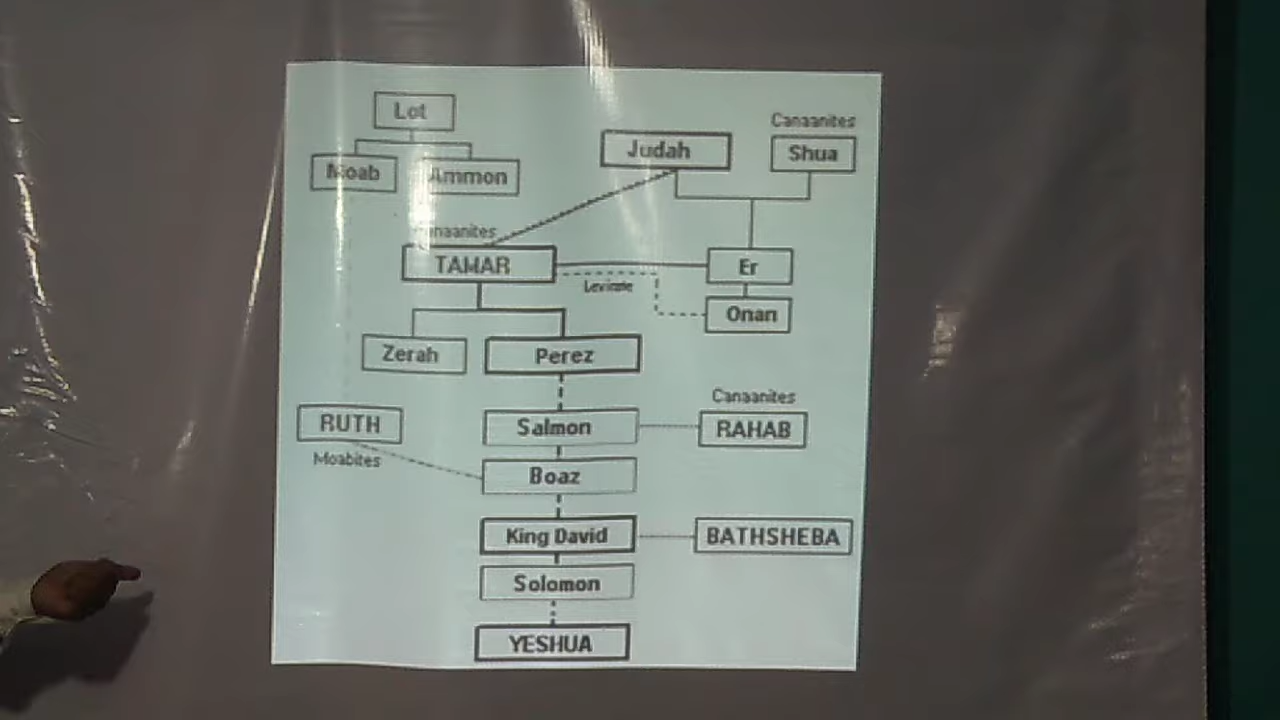 Lot
Canaanites
Judah
Shua
Moab
Ammon
Canaanites
TAMAR
Er
Levirate
Onan
Zerah
Perez
Canaanites
RUTH
Salmon
RAHAB
Moabites
Boaz
King David
BATHSHEBA
Solomon
YESHUA